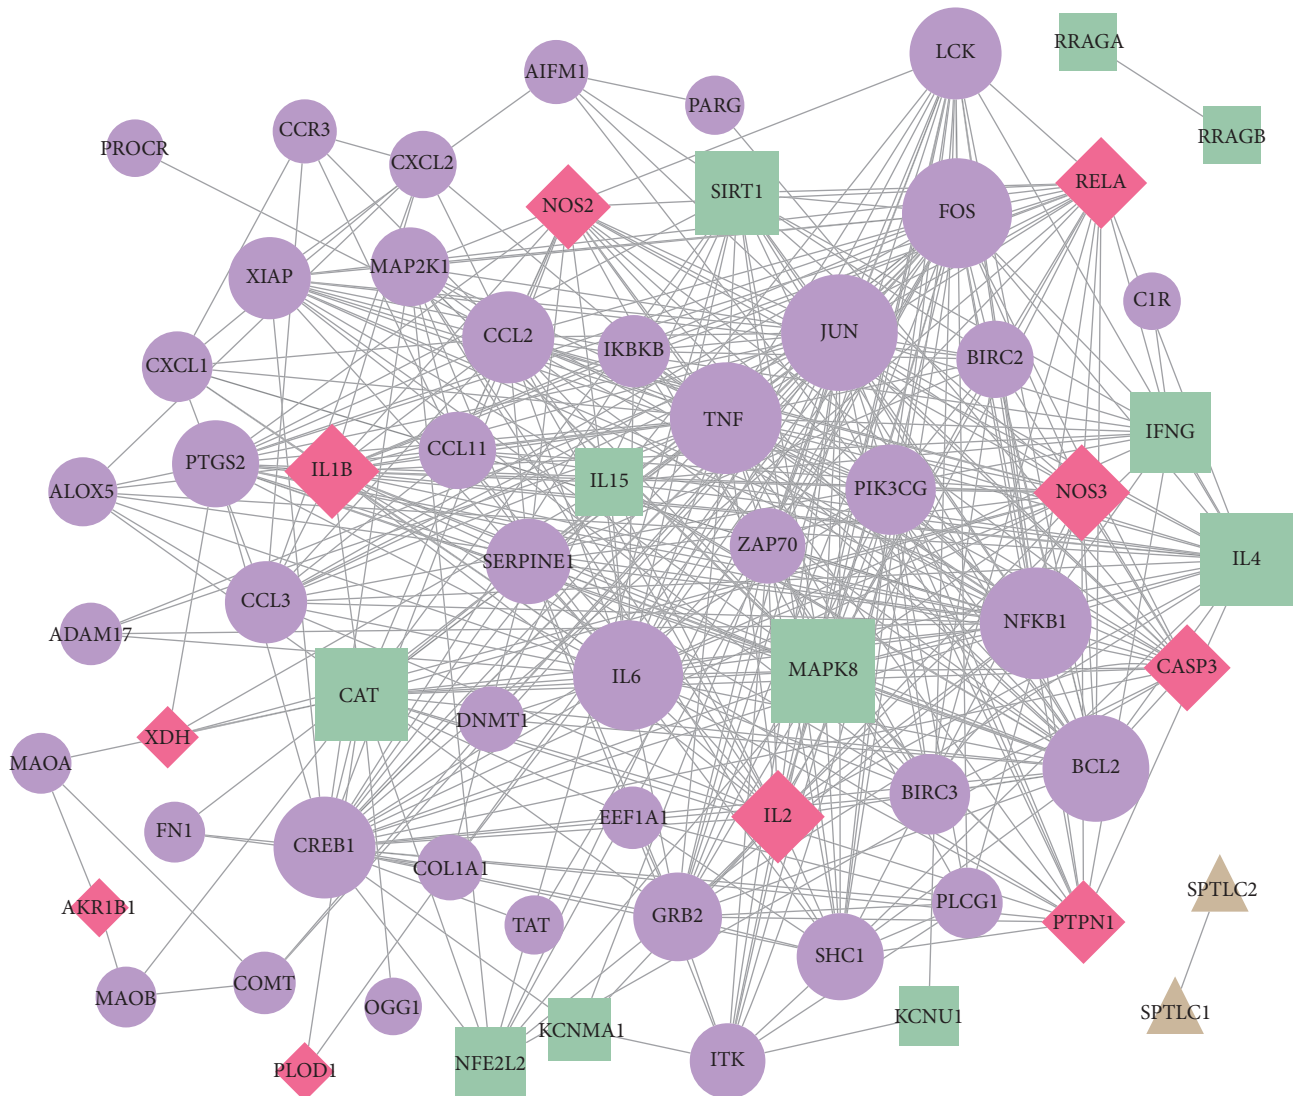 LCK
RRAGA
AIFM1
PARG
CCR3
RRAGB
PROCR
CXCL2
SIRT1
RELA
NOS2
FOS
MAP2K1
XIAP
C1R
JUN
CCL2
IKBKB
BIRC2
CXCL1
TNF
IFNG
CCL11
PTGS2
IL1B
IL15
PIK3CG
NOS3
ALOX5
ZAP70
SERPINE1
IL4
CCL3
NFKB1
ADAM17
CASP3
MAPK8
IL6
CAT
DNMT1
XDH
MAOA
BCL2
BIRC3
IL2
EEF1A1
FN1
CREB1
COL1A1
SPTLC2
PLCG1
AKR1B1
GRB2
PTPN1
TAT
SHC1
COMT
MAOB
OGG1
SPTLC1
KCNU1
KCNMA1
ITK
NFE2L2
PLOD1